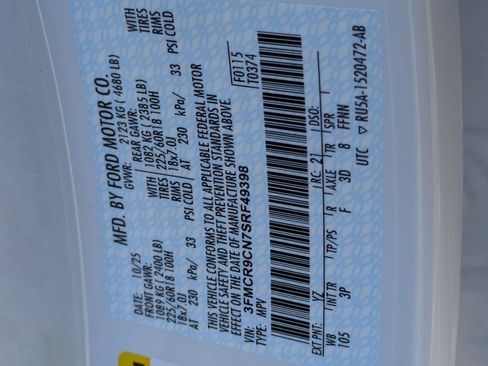 MFD. BY FORD MOTOR CO.
DATE: 10/25 GVWR: 2123 KG ( 4680 LB)
FRONT GAWR: REAR GAWR:
1089 KG ( 2400 LB) WITH 1082 KG ( 2385 LB) WITH
225/60R18 100H TIRES 225/60R18 100H TIRES
18x7.0J RIMS 18x7.0J RIMS
AT 230 kPa/ 33 PSI COLD AT 230 kPa/ 33 PSI COLD
THIS VEHICLE CONFORMS TO ALL APPLICABLE FEDERAL MOTOR
VEHICLE SAFETY AND THEFT PREVENTION STANDARDS IN
EFFECT ON THE DATE OF MANUFACTURE SHOWN ABOVE.
VIN: 3FMCR9CN7SRF49398 F0115
TYPE: MPV T0374
EXT PNT: YZ RC: 21 DSO:
WB INT TR TP/PS R AXLE TR SPR
105 3P F 3D 8 FFNN
UTC ▽ RU5A-1520472-AB